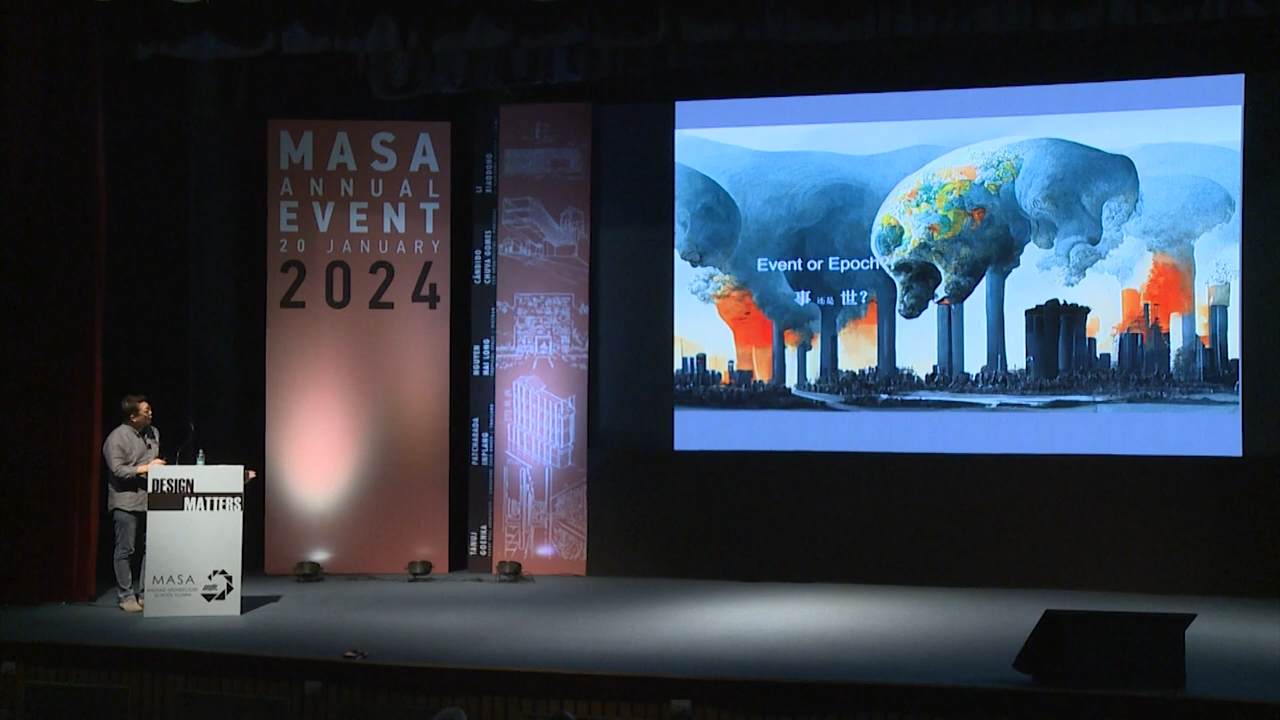 MASA
ANNUAL
EVENT
20 JANUARY
2024
LI
XIAODONG
CÂNDIDO
CHUVA GOMES
NGUYEN
HAI LONG
PATCHARADA
INPLANG
TANUJ
GOENKA
Event or Epoch?
事 还是 世?
DESIGN
MATTERS
MASA